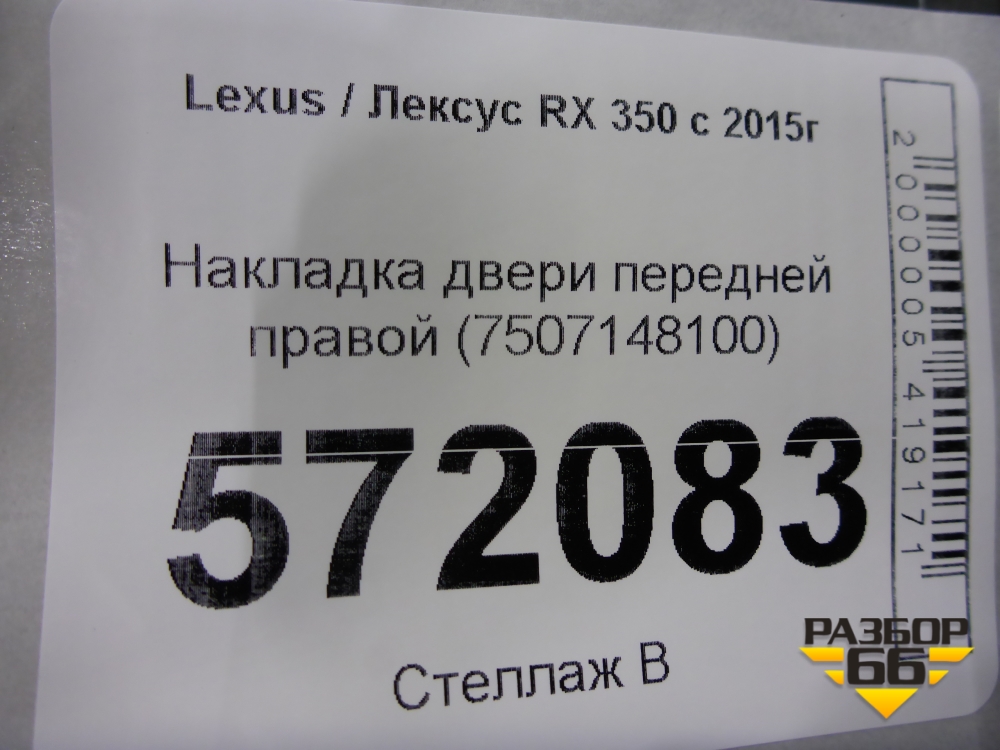 Lexus / Лексус RX 350 с 2015г
Накладка двери передней
правой (7507148100)
572083
Стеллаж В
2000005419171
РАЗБОР
66